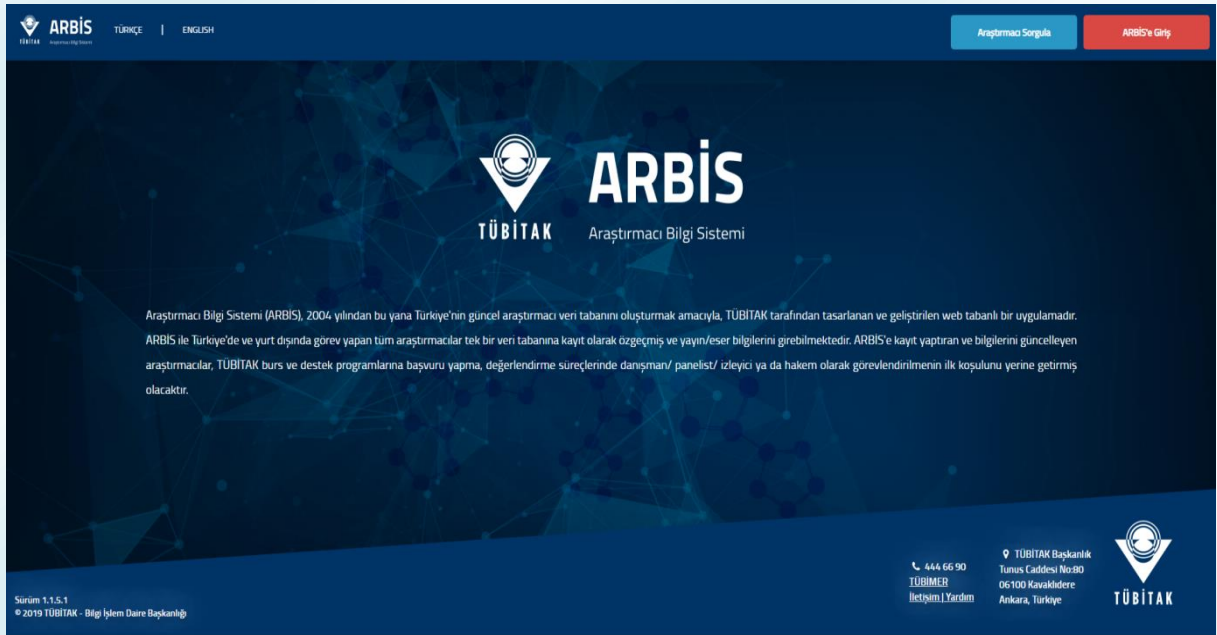 TÜBİTAK
ARBİS
Araştırmacı Bilgi Sistemi
TÜRKÇE | ENGLISH
Araştırmacı Sorgula
ARBİS'e Giriş
TÜBİTAK
ARBİS
Araştırmacı Bilgi Sistemi
Araştırmacı Bilgi Sistemi (ARBİS), 2004 yılından bu yana Türkiye'nin güncel araştırmacı veri tabanını oluşturmak amacıyla, TÜBİTAK tarafından tasarlanan ve geliştirilen web tabanlı bir uygulamadır.
ARBİS ile Türkiye'de ve yurt dışında görev yapan tüm araştırmacılar tek bir veri tabanına kayıt olarak özgeçmiş ve yayın/eser bilgilerini girebilmektedir. ARBİS'e kayıt yaptıran ve bilgilerini güncelleyen
araştırmacılar, TÜBİTAK burs ve destek programlarına başvuru yapma, değerlendirme süreçlerinde danışman/ panelist/ izleyici ya da hakem olarak görevlendirilmenin ilk koşulunu yerine getirmiş
olacaktır.
444 66 90
TÜBİMER
İletişim | Yardım
TÜBİTAK Başkanlık
Tunus Caddesi No:80
06100 Kavaklıdere
Ankara, Türkiye
TÜBİTAK
Sürüm 1.1.5.1
© 2019 TÜBİTAK - Bilgi İşlem Daire Başkanlığı